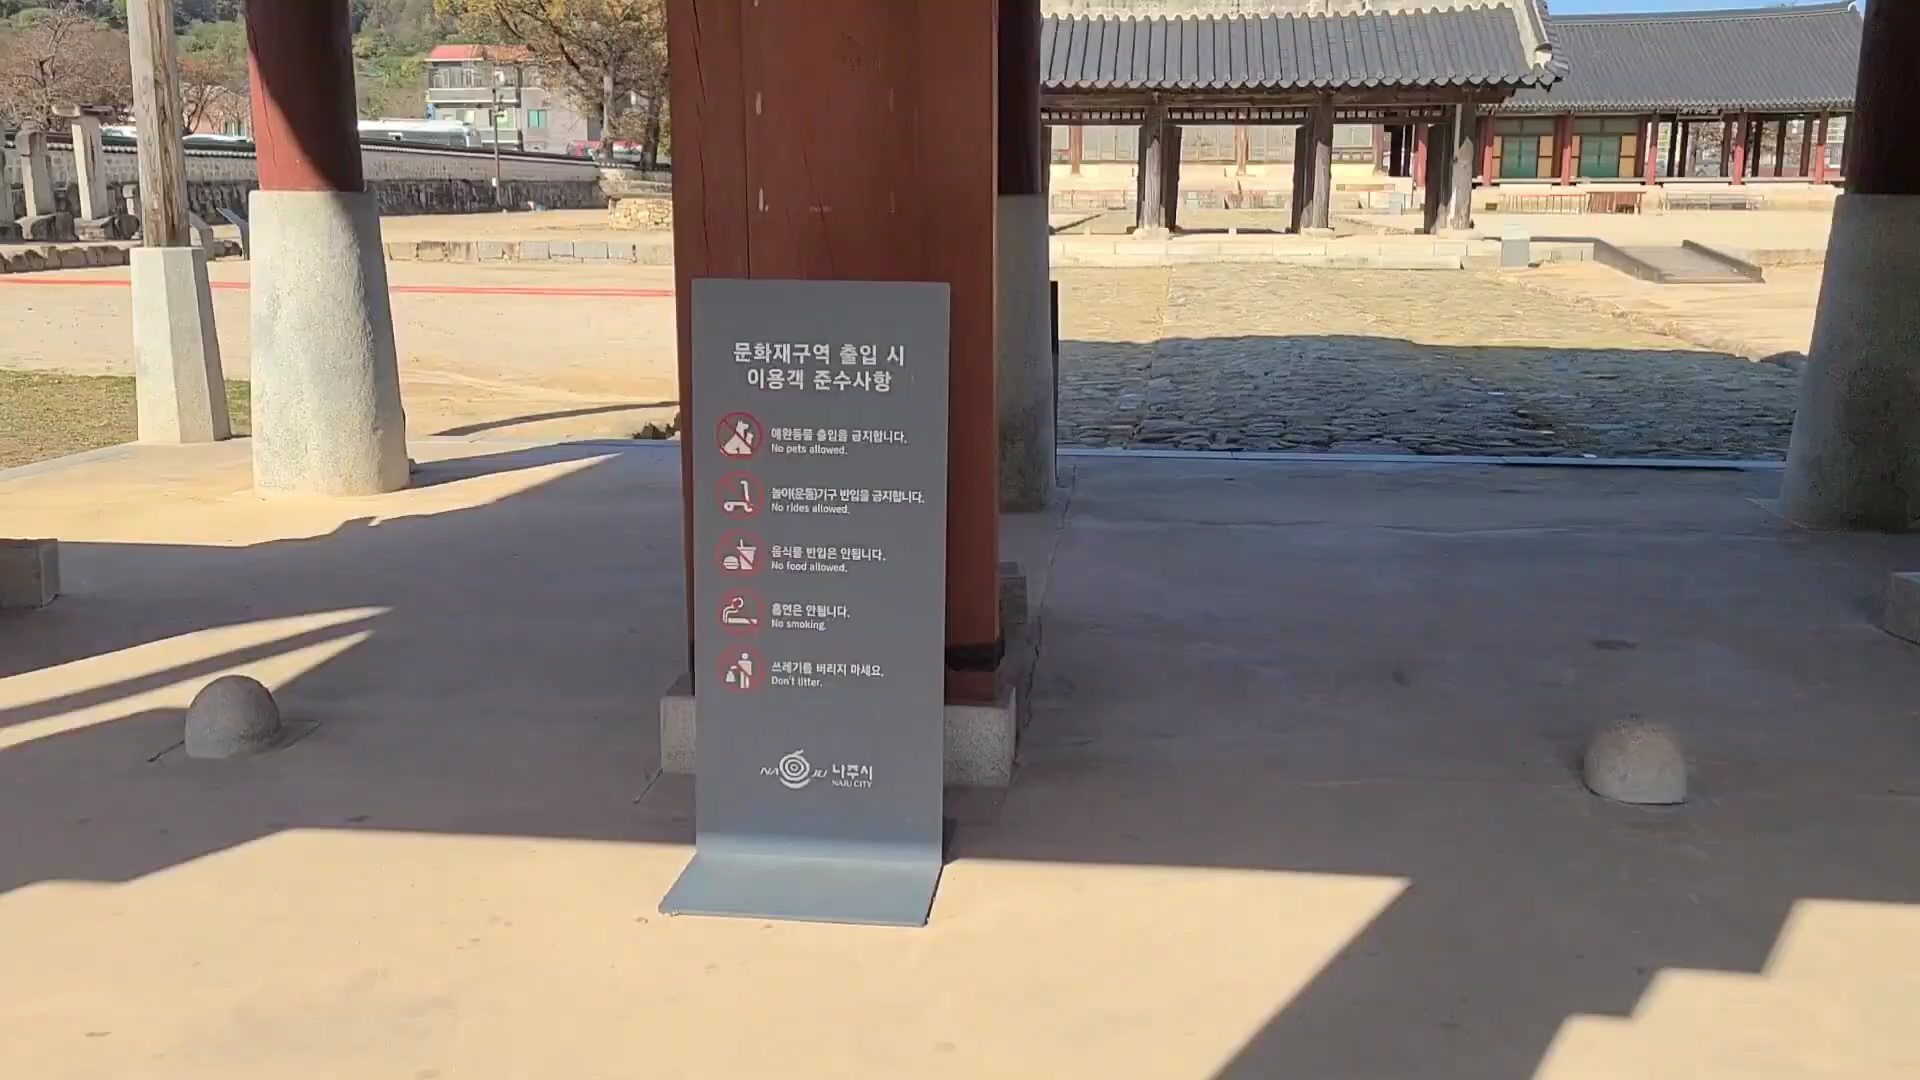 문화재구역 출입 시
이용객 준수사항
애완동물 출입을 금지합니다.
No pets allowed.
놀이(운동)기구 반입을 금지합니다.
No rides allowed.
음식물 반입은 안됩니다.
No food allowed.
흡연은 안됩니다.
No smoking.
쓰레기를 버리지 마세요.
Don't litter.
NAJU 나주시
NAJU CITY